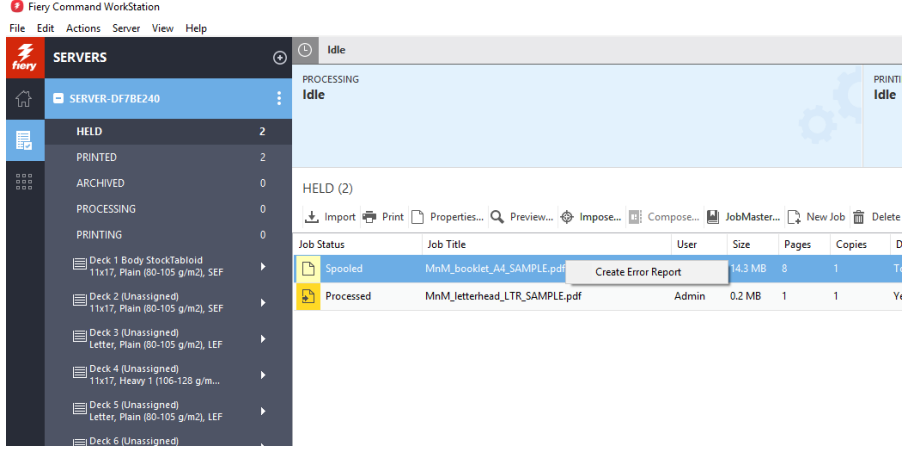 Fiery Command WorkStation
File Edit Actions Server View Help
fiery
SERVERS
Idle
SERVER-DF7BE240
PROCESSING
Idle
PRINTI
Idle
HELD 2
PRINTED 2
ARCHIVED 0
PROCESSING 0
PRINTING 0
Deck 1 Body StockTabloid
11x17, Plain (80-105 g/m2), SEF
Deck 2 (Unassigned)
11x17, Plain (80-105 g/m2), SEF
Deck 3 (Unassigned)
Letter, Plain (80-105 g/m2), LEF
Deck 4 (Unassigned)
11x17, Heavy 1 (106-128 g/m...
Deck 5 (Unassigned)
Letter, Plain (80-105 g/m2), LEF
Deck 6 (Unassigned)
HELD (2)
Import Print Properties... Preview... Impose... Compose... JobMaster... New Job Delete
Job Status Job Title User Size Pages Copies D
Spooled MnM_booklet_A4_SAMPLE.pdf 14.3 MB 8 1
Create Error Report
Processed MnM_letterhead_LTR_SAMPLE.pdf Admin 0.2 MB 1 1 Ye